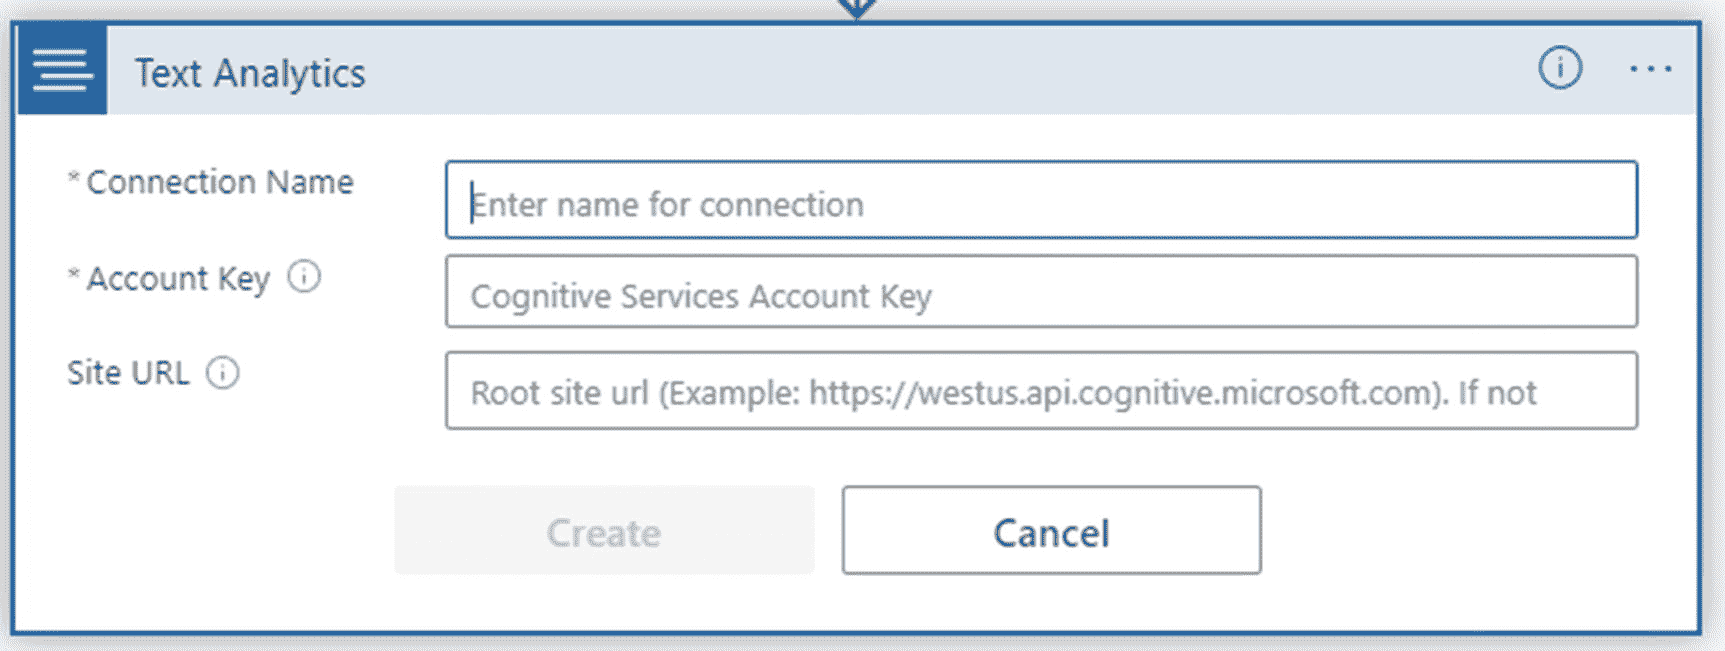 Text Analytics
* Connection Name
Enter name for connection
* Account Key
Cognitive Services Account Key
Site URL
Root site url (Example: https://westus.api.cognitive.microsoft.com). If not
Create
Cancel